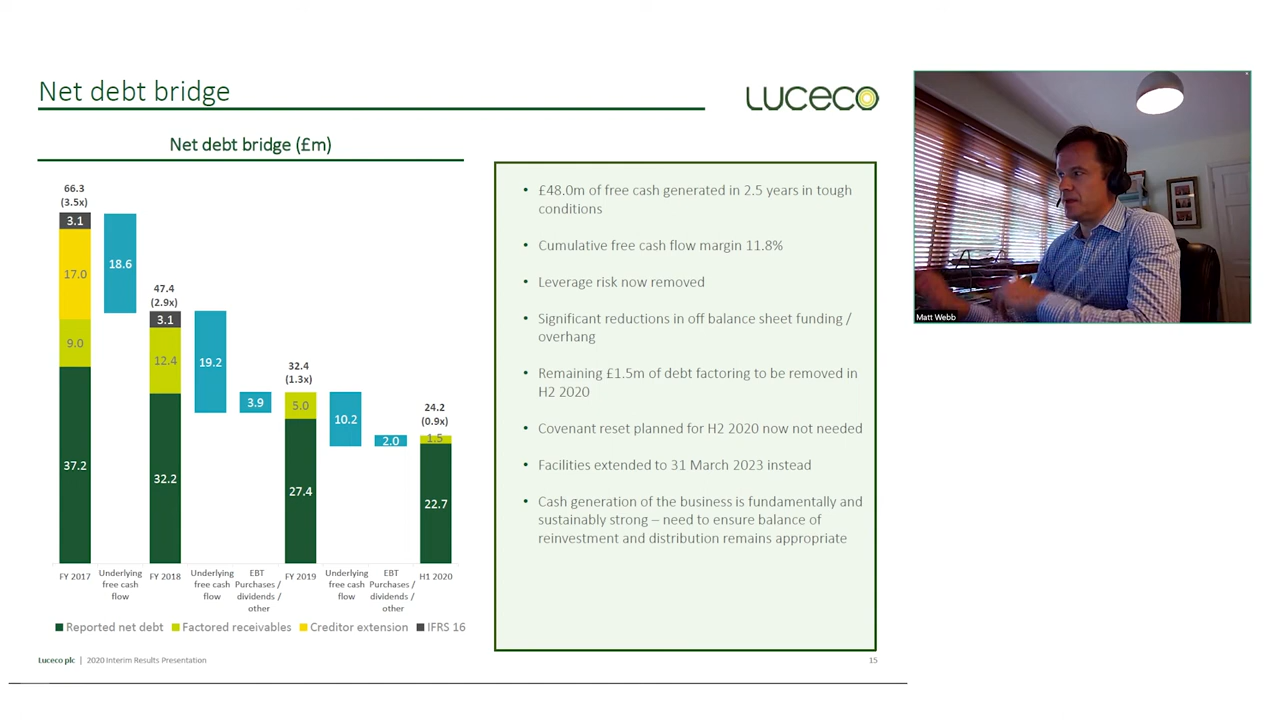 Net debt bridge
LUCECO
Net debt bridge (£m)
66.3
(3.5x)
3.1
17.0
9.0
37.2
18.6
47.4
(2.9x)
3.1
12.4
32.2
19.2
3.9
32.4
(1.3x)
5.0
27.4
10.2
2.0
24.2
(0.9x)
1.5
22.7
FY 2017
Underlying
free cash
flow
FY 2018
Underlying
free cash
flow
EBT
Purchases /
dividends /
other
FY 2019
Underlying
free cash
flow
EBT
Purchases /
dividends /
other
H1 2020
Reported net debt Factored receivables Creditor extension IFRS 16
• £48.0m of free cash generated in 2.5 years in tough
conditions
• Cumulative free cash flow margin 11.8%
• Leverage risk now removed
• Significant reductions in off balance sheet funding /
overhang
• Remaining £1.5m of debt factoring to be removed in
H2 2020
• Covenant reset planned for H2 2020 now not needed
• Facilities extended to 31 March 2023 instead
• Cash generation of the business is fundamentally and
sustainably strong – need to ensure balance of
reinvestment and distribution remains appropriate
Luceco plc | 2020 Interim Results Presentation
15
Matt Webb